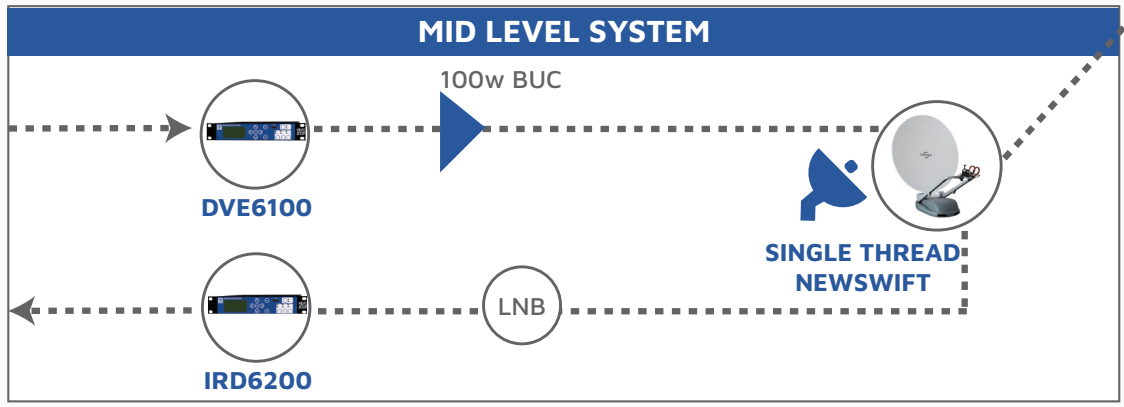 MID LEVEL SYSTEM
100w BUC
DVE6100
SINGLE THREAD
NEWSWIFT
LNB
IRD6200